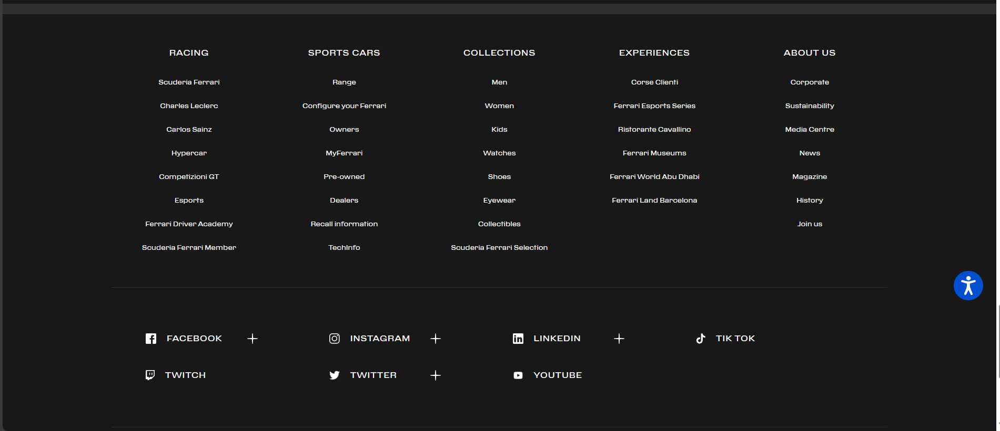 RACING
Scuderia Ferrari
Charles Leclerc
Carlos Sainz
Hypercar
Competizioni GT
Esports
Ferrari Driver Academy
Scuderia Ferrari Member
SPORTS CARS
Range
Configure your Ferrari
Owners
MyFerrari
Pre-owned
Dealers
Recall information
TechInfo
COLLECTIONS
Men
Women
Kids
Watches
Shoes
Eyewear
Collectibles
Scuderia Ferrari Selection
EXPERIENCES
Corse Clienti
Ferrari Esports Series
Ristorante Cavallino
Ferrari Museums
Ferrari World Abu Dhabi
Ferrari Land Barcelona
ABOUT US
Corporate
Sustainability
Media Centre
News
Magazine
History
Join us
FACEBOOK
INSTAGRAM
LINKEDIN
TIK TOK
TWITCH
TWITTER
YOUTUBE